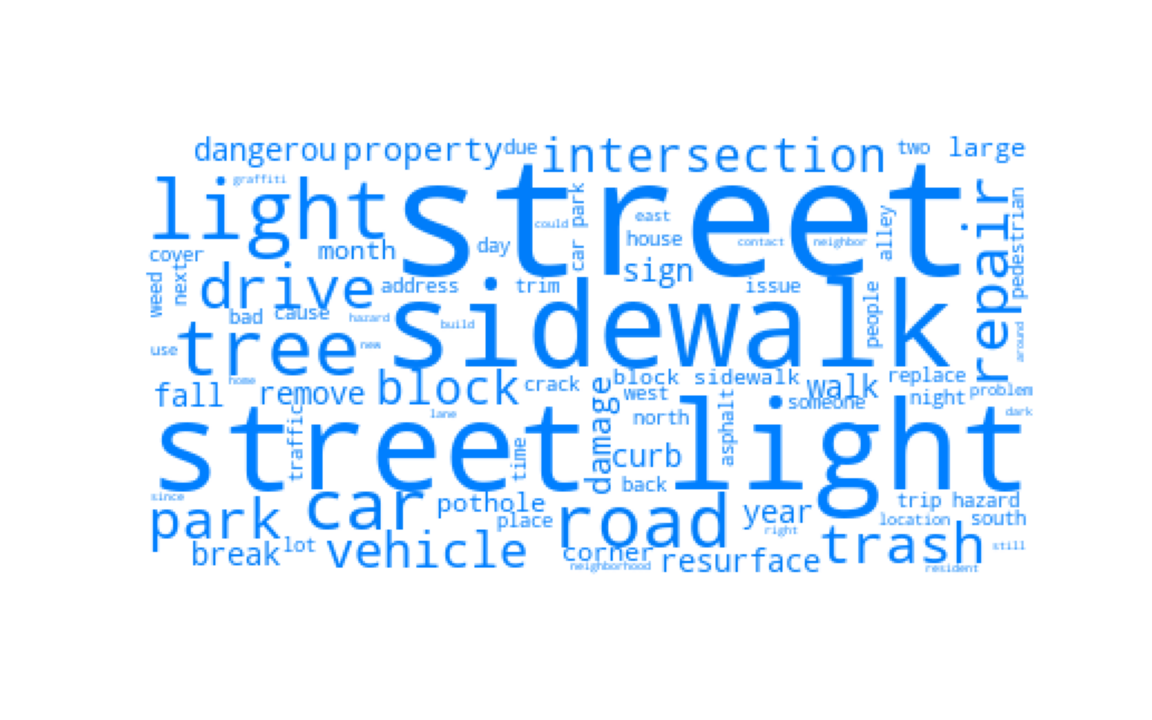 dangerou property due intersection two large
graffiti
light street repair
car park
could
east
house
contact neighbor
alley
pedestrian
cover month day sign
weed next drive address trim issue
bad cause hazard build sidewalk people around
use tree new
home
fall remove block crack block sidewalk walk replace problem
west someone night dark
lane north
traffic street light
time damage asphalt
curb
back
since
park car pothole road year trip hazard
place location south
right
break lot vehicle corner resurface trash still
neighborhood resident